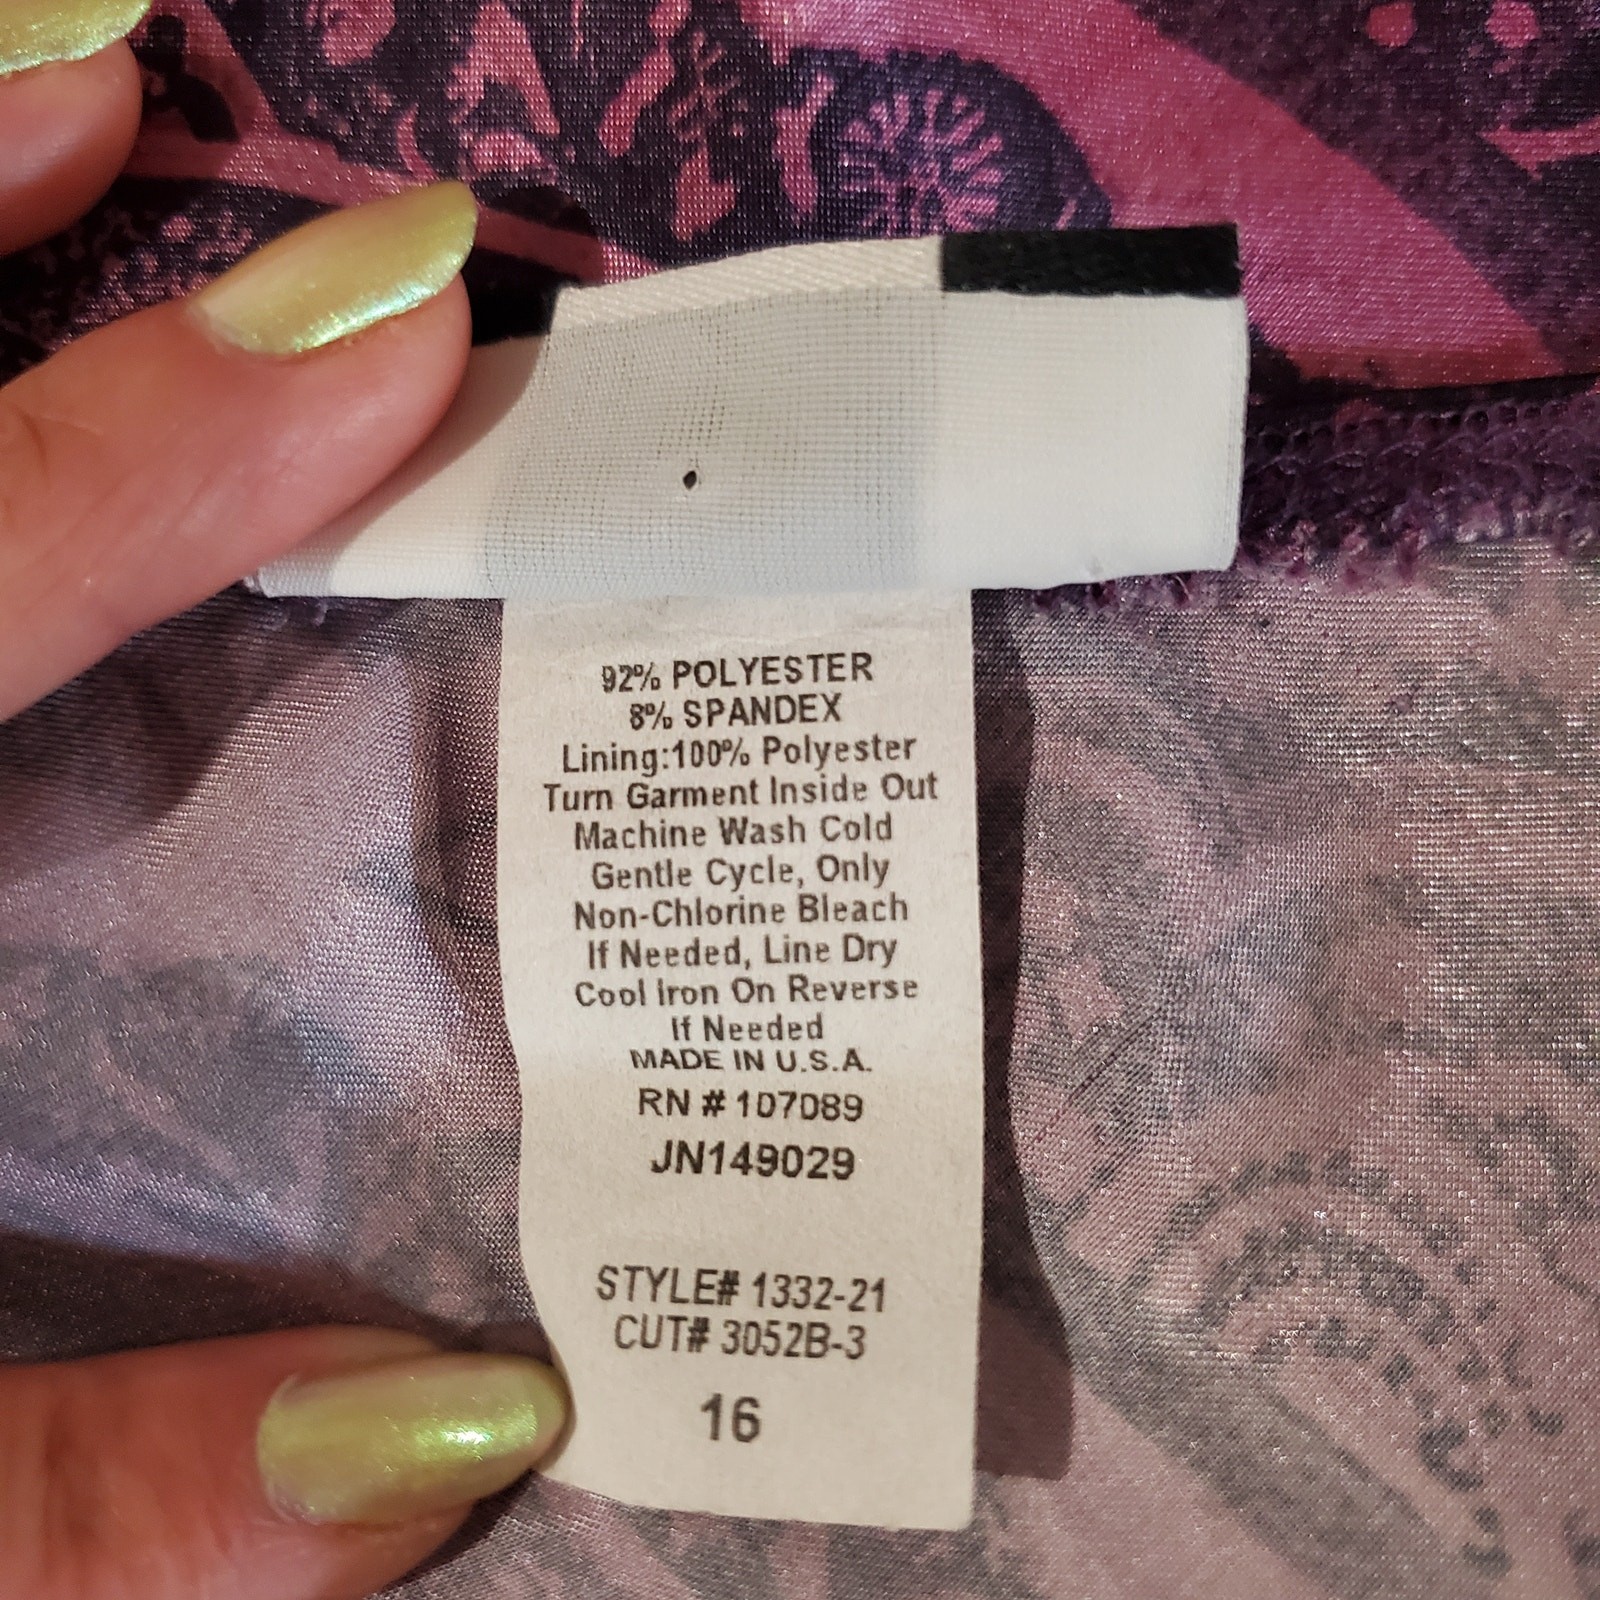 92% POLYESTER
8% SPANDEX
Lining:100% Polyester
Turn Garment Inside Out
Machine Wash Cold
Gentle Cycle, Only
Non-Chlorine Bleach
If Needed, Line Dry
Cool Iron On Reverse
If Needed
MADE IN U.S.A.
RN # 107089
JN149029
STYLE# 1332-21
CUT# 3052B-3
16